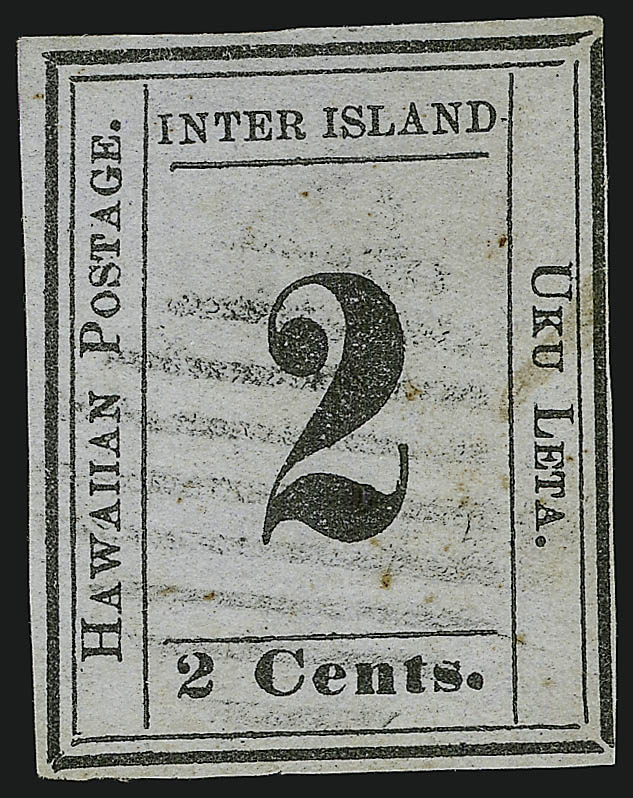 INTER ISLAND
HAWAIIAN POSTAGE.
2
UKU LETA.
2 Cents.